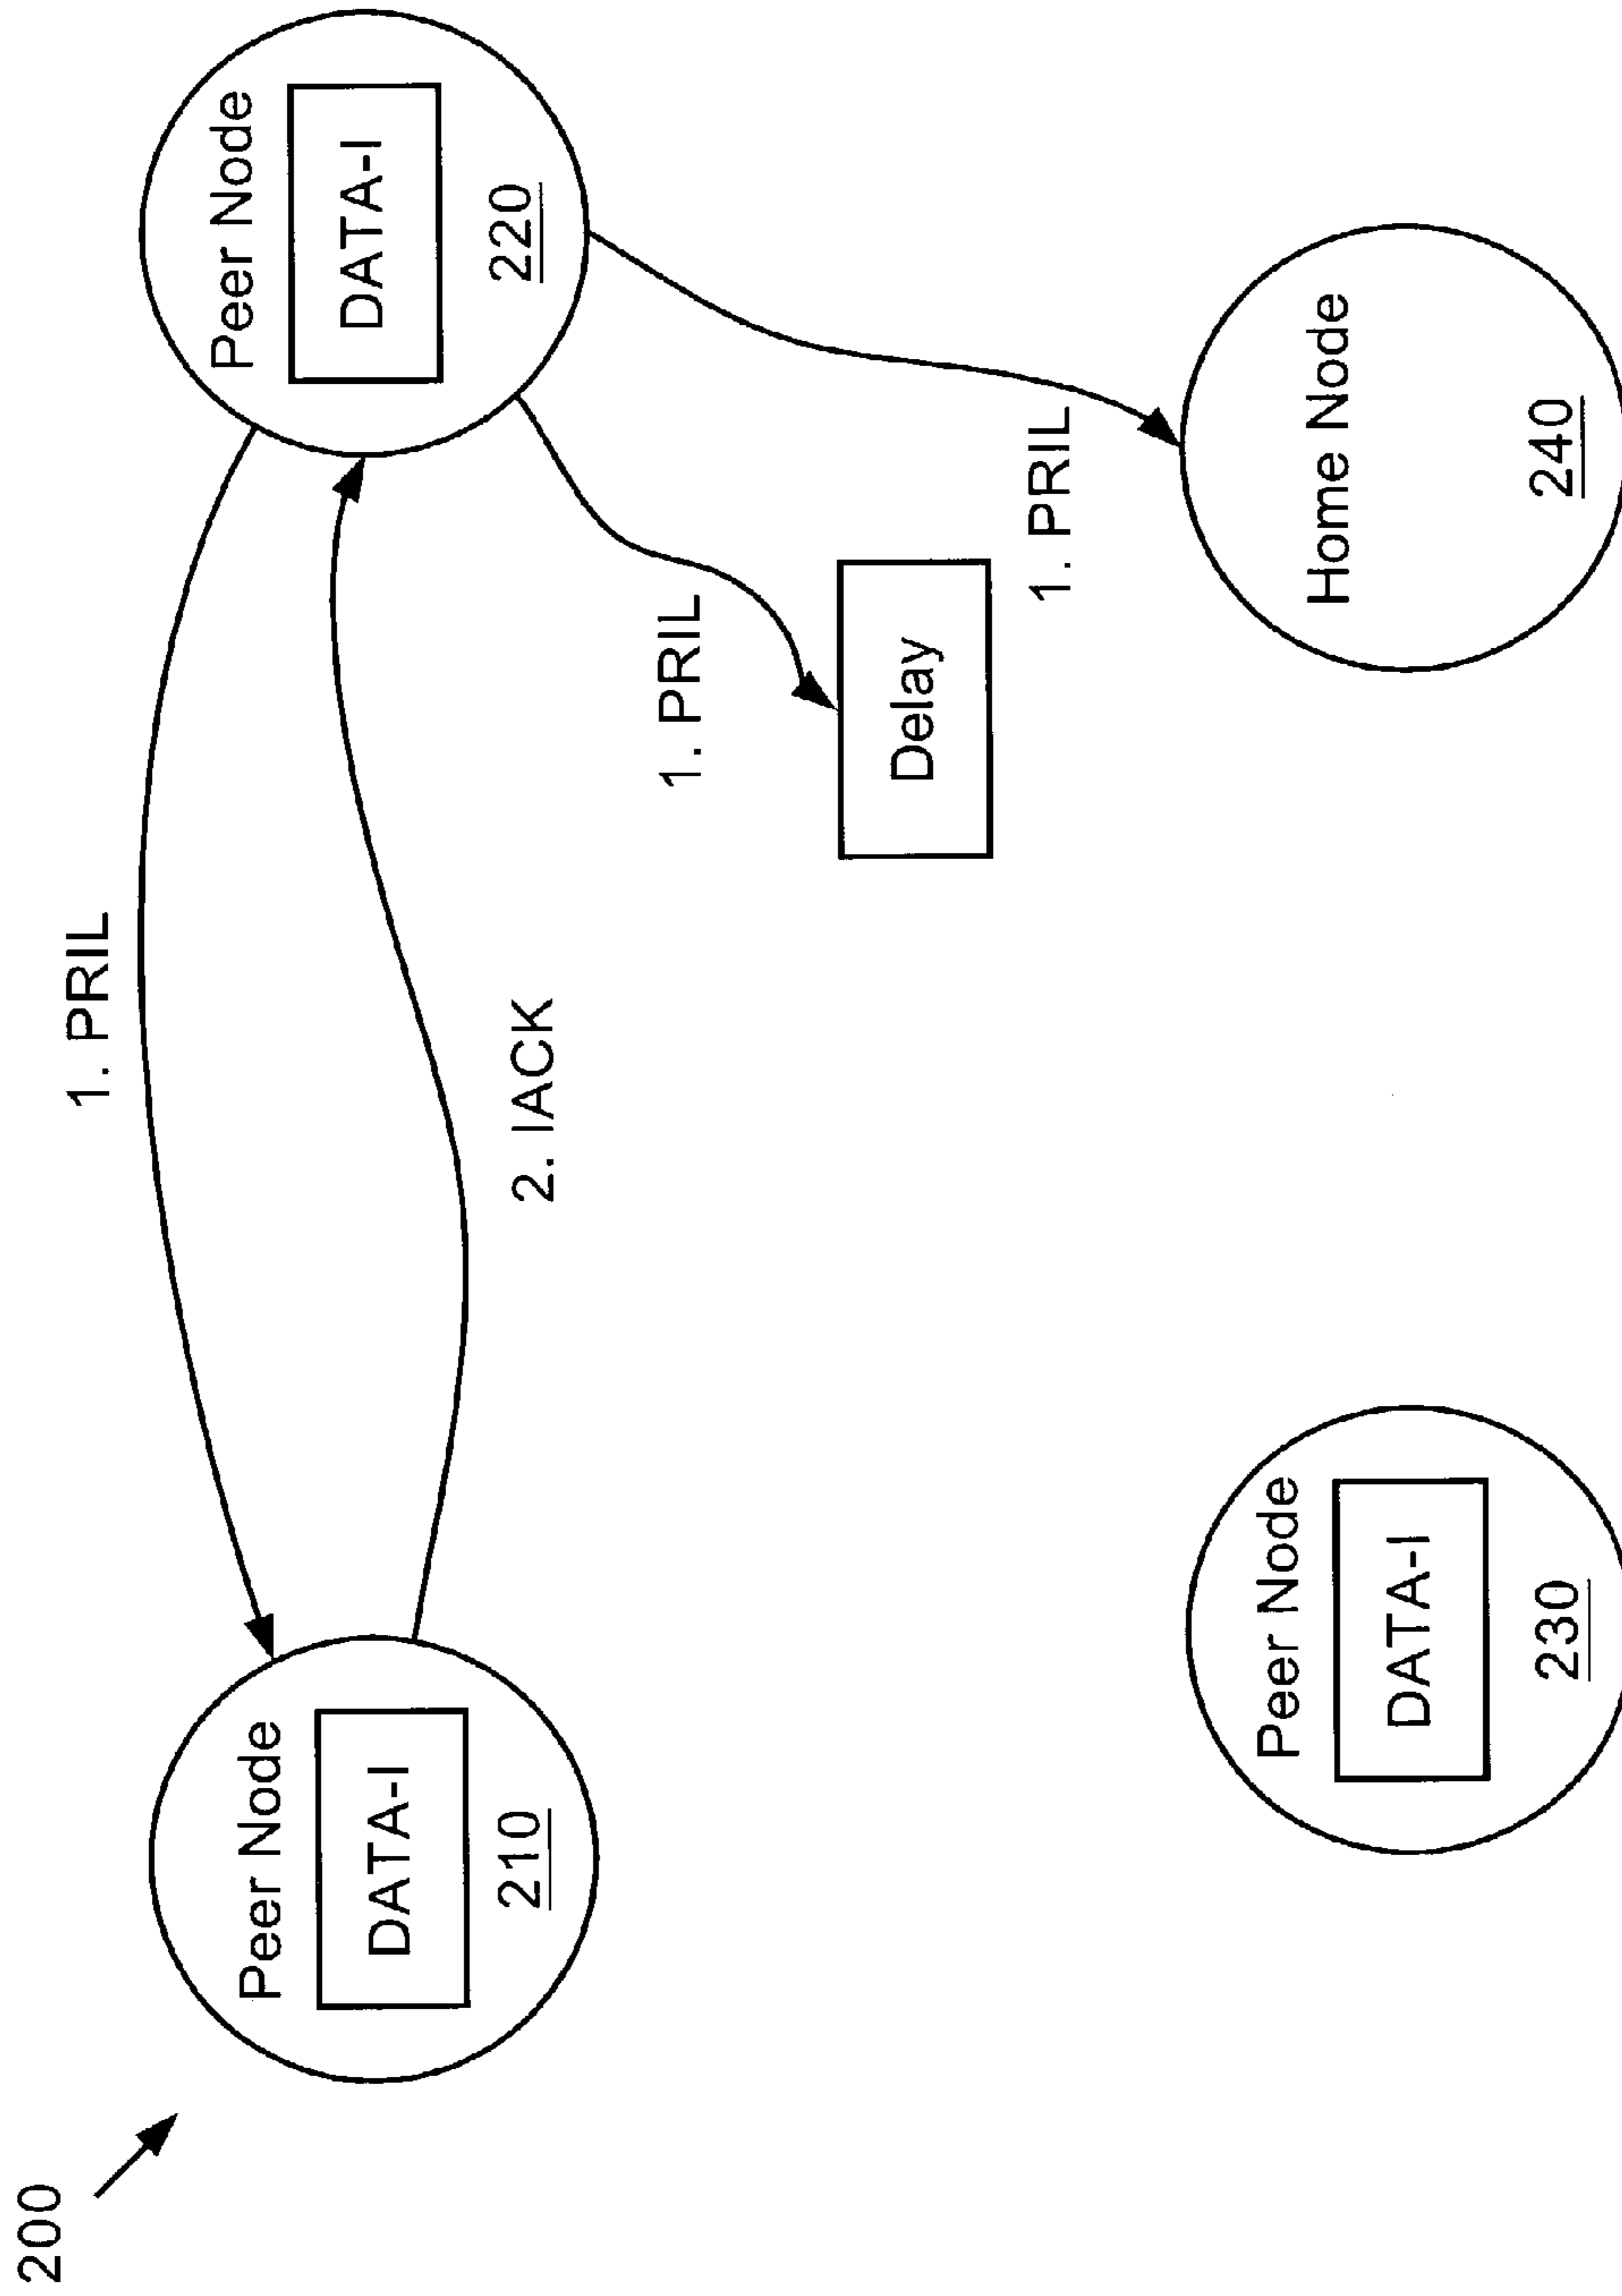 200
1. PRIL
Peer Node
DATA-I
210
Peer Node
DATA-I
220
2. IACK
1. PRIL
Delay
1. PRIL
Peer Node
DATA-I
230
Home Node
240